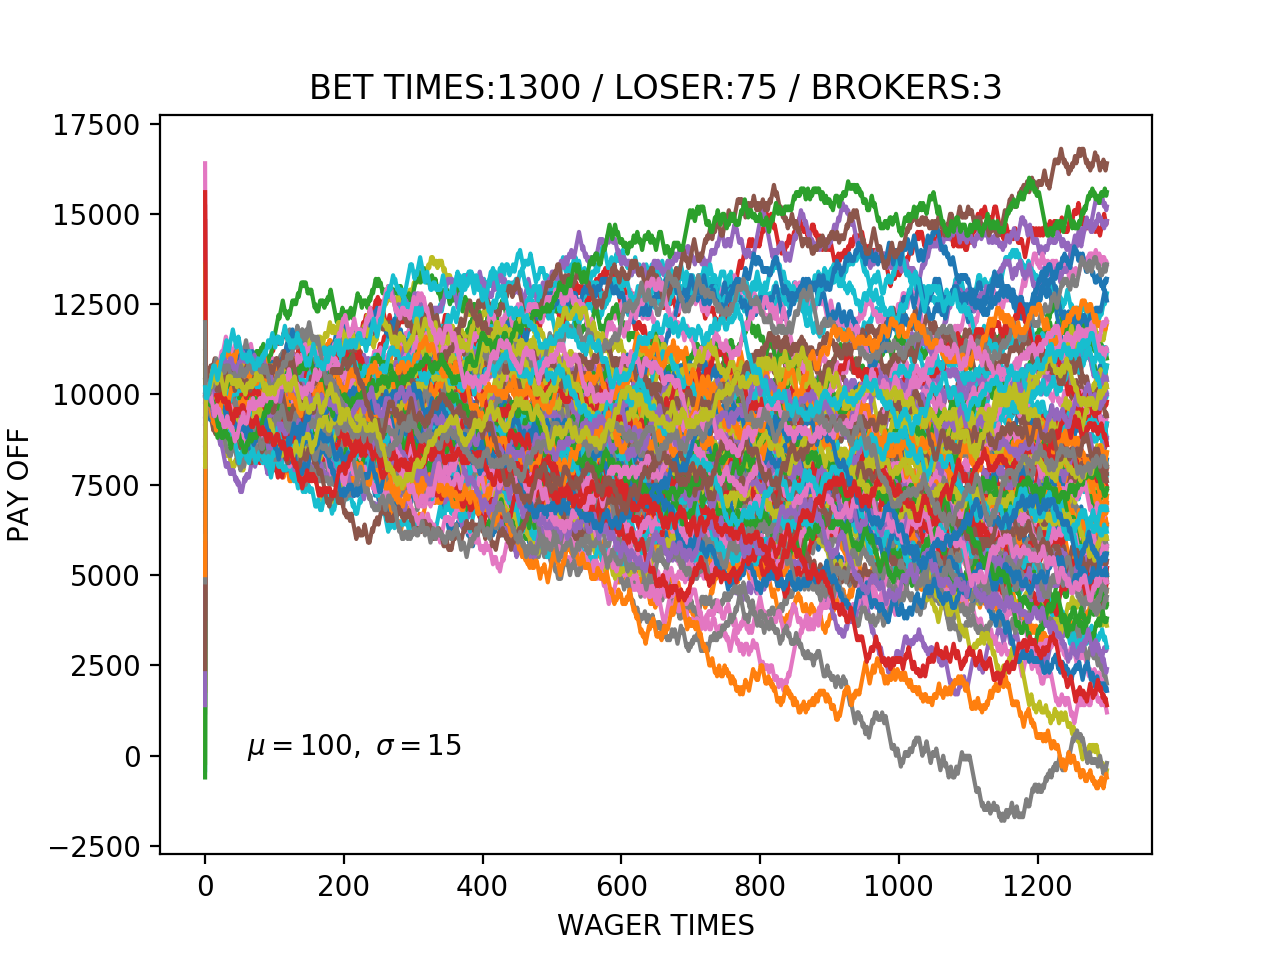 BET TIMES:1300 / LOSER:75 / BROKERS:3
17500
15000
12500
10000
7500
5000
2500
0
−2500
PAY OFF
μ = 100, σ = 15
0 200 400 600 800 1000 1200
WAGER TIMES